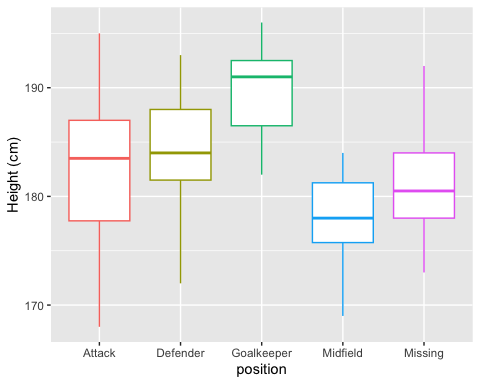 Height (cm)
190
180
170
Attack Defender Goalkeeper Midfield Missing
position